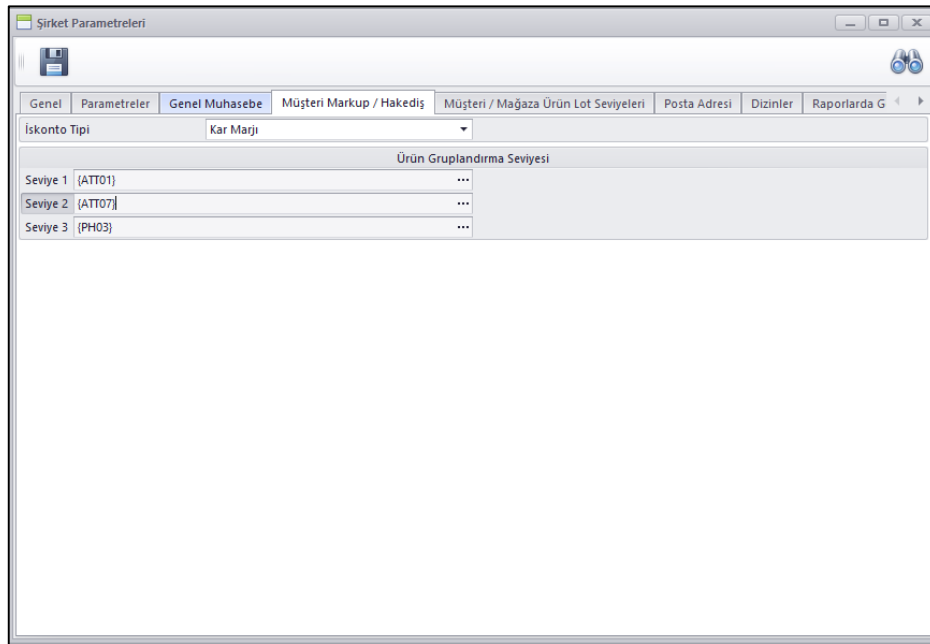 Şirket Parametreleri
Genel Parametreler Genel Muhasebe Müşteri Markup / Hakediş Müşteri / Mağaza Ürün Lot Seviyeleri Posta Adresi Dizinler Raporlarda G
İskonto Tipi Kar Marjı
Ürün Gruplandırma Seviyesi
Seviye 1 {ATT01} ...
Seviye 2 {ATT07} ...
Seviye 3 {PH03} ...